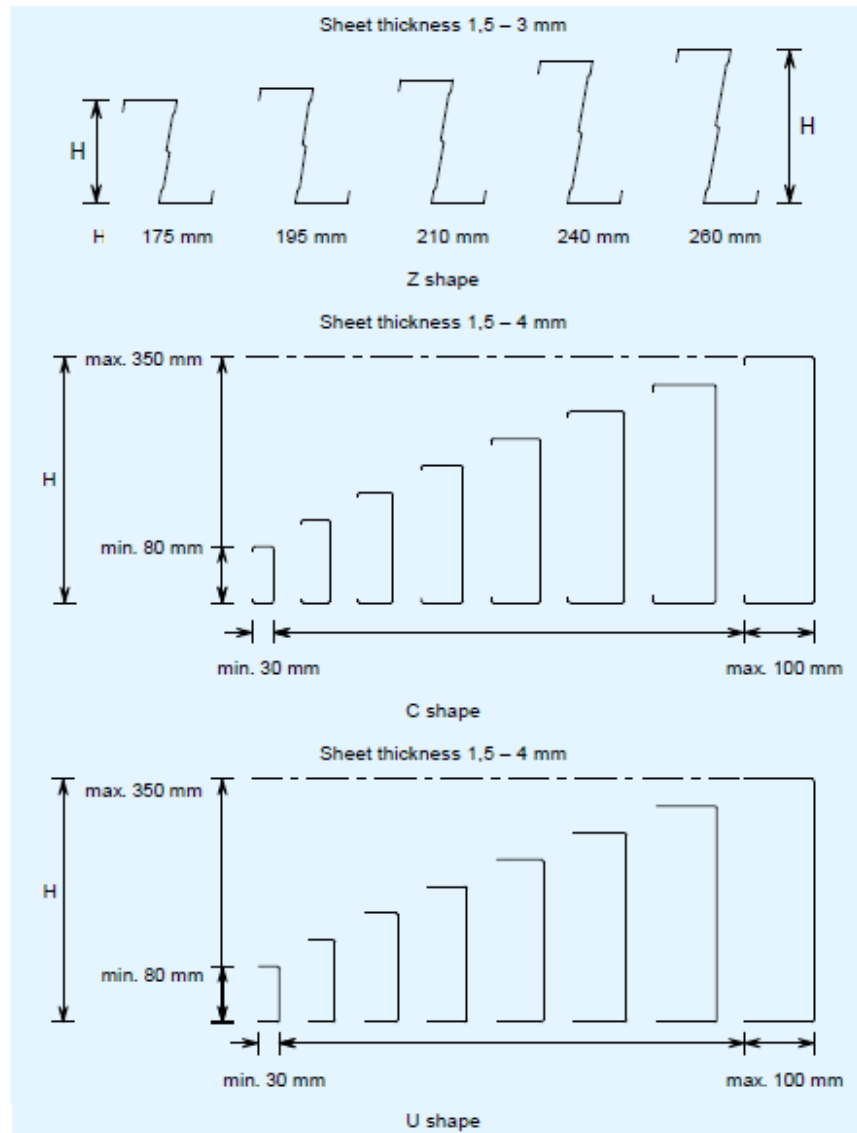 Sheet thickness 1,5 – 3 mm
H H
H 175 mm 195 mm 210 mm 240 mm 260 mm
Z shape
Sheet thickness 1,5 – 4 mm
max. 350 mm
H
min. 80 mm
min. 30 mm max. 100 mm
C shape
Sheet thickness 1,5 – 4 mm
max. 350 mm
H
min. 80 mm
min. 30 mm max. 100 mm
U shape